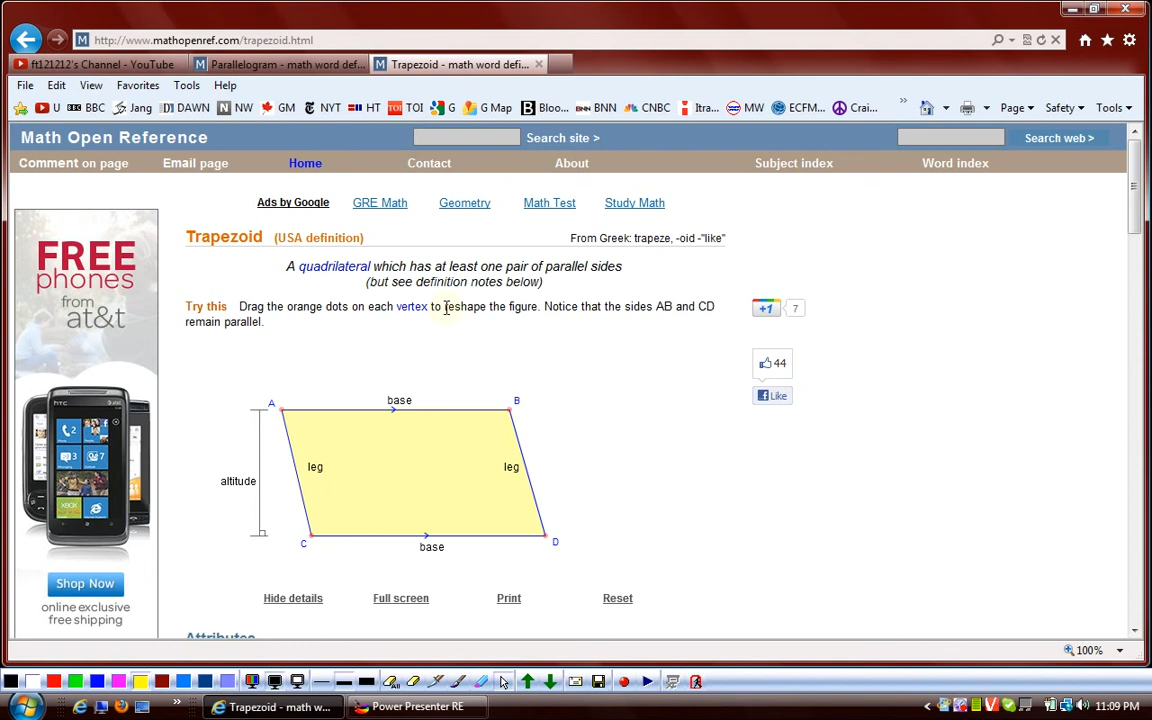 http://www.mathopenref.com/trapezoid.html
ft121212's Channel - YouTube
Parallelogram - math word def...
Trapezoid - math word defi...
File Edit View Favorites Tools Help
U BBC Jang DAWN NW GM NYT HT TOI G G Map Bloo... BNN CNBC Itra... MW ECFM... Crai... Page Safety Tools
Math Open Reference Search site > Search web >
Comment on page Email page Home Contact About Subject index Word index
Ads by Google GRE Math Geometry Math Test Study Math
Trapezoid (USA definition) From Greek: trapeze, -oid -"like"
A quadrilateral which has at least one pair of parallel sides
(but see definition notes below)
Try this Drag the orange dots on each vertex to reshape the figure. Notice that the sides AB and CD
remain parallel.
+1 7
44
Like
FREE
phones
from
at&t
hTC
Shop Now
online exclusive
free shipping
A base B
leg leg
altitude
C base D
Hide details Full screen Print Reset
Attributes
100%
Trapezoid - math w...
Power Presenter RE
11:09 PM